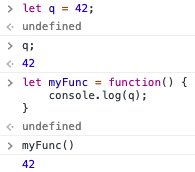 > let q = 42;
<· undefined
> q;
<· 42
> let myFunc = function() {
console.log(q);
}
<· undefined
> myFunc()
42